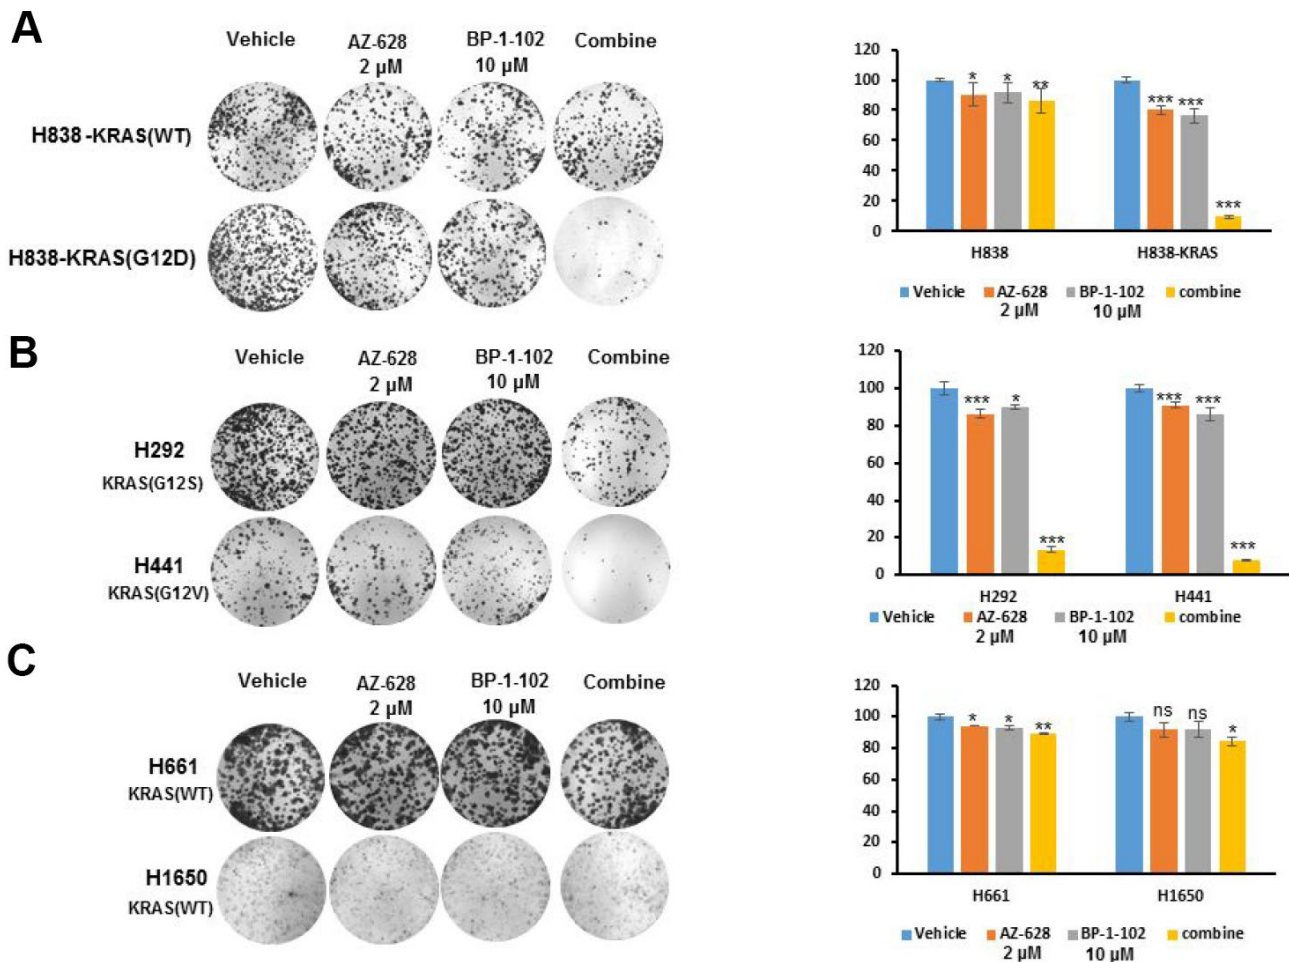 A
Vehicle AZ-628 BP-1-102 Combine
2 µM 10 µM
H838-KRAS(WT)
H838-KRAS(G12D)
120
100
80
60
40
20
0
* * **
*** *** ***
H838 H838-KRAS
Vehicle AZ-628 BP-1-102 combine
2 µM 10 µM
B
Vehicle AZ-628 BP-1-102 Combine
2 µM 10 µM
H292
KRAS(G12S)
H441
KRAS(G12V)
120
100
80
60
40
20
0
*** * ***
*** *** ***
H292 H441
Vehicle AZ-628 BP-1-102 combine
2 µM 10 µM
C
Vehicle AZ-628 BP-1-102 Combine
2 µM 10 µM
H661
KRAS(WT)
H1650
KRAS(WT)
120
100
80
60
40
20
0
* * **
ns ns *
H661 H1650
Vehicle AZ-628 BP-1-102 combine
2 µM 10 µM